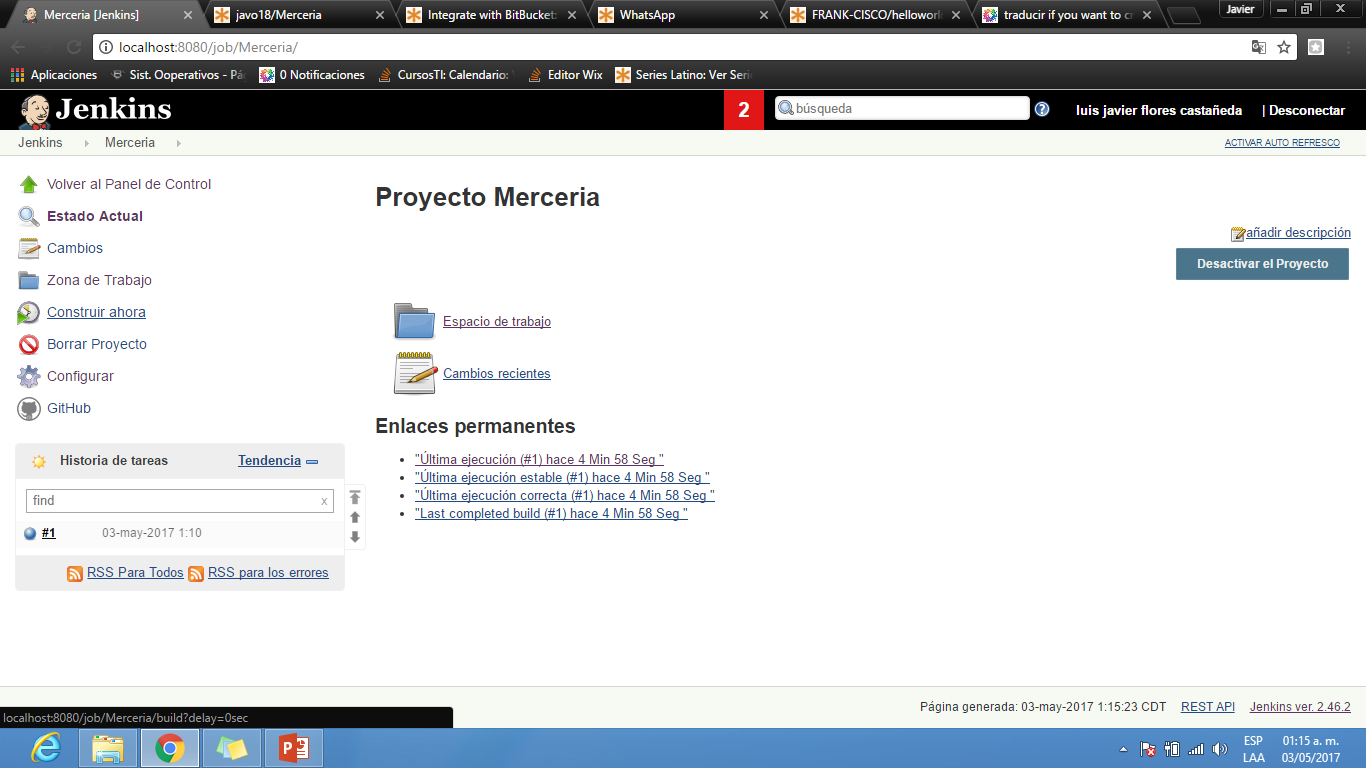 Merceria [Jenkins]
javo18/Merceria
Integrate with BitBucket:
WhatsApp
FRANK-CISCO/hellowork
traducir if you want to cr
Javier
localhost:8080/job/Merceria/
Aplicaciones
Sist. Ooperativos - Pá
0 Notificaciones
CursosTI: Calendario:
Editor Wix
Series Latino: Ver Seri
Jenkins
2
búsqueda
luis javier flores castañeda
| Desconectar
Jenkins
Merceria
ACTIVAR AUTO REFRESCO
Volver al Panel de Control
Estado Actual
Cambios
Zona de Trabajo
Construir ahora
Borrar Proyecto
Configurar
GitHub
Historia de tareas
Tendencia
find
x
#1
03-may-2017 1:10
RSS Para Todos
RSS para los errores
Proyecto Merceria
añadir descripción
Desactivar el Proyecto
Espacio de trabajo
Cambios recientes
Enlaces permanentes
"Última ejecución (#1) hace 4 Min 58 Seg "
"Última ejecución estable (#1) hace 4 Min 58 Seg "
"Última ejecución correcta (#1) hace 4 Min 58 Seg "
"Last completed build (#1) hace 4 Min 58 Seg "
Página generada: 03-may-2017 1:15:23 CDT
REST API
Jenkins ver. 2.46.2
localhost:8080/job/Merceria/build?delay=0sec
ESP
LAA
01:15 a. m.
03/05/2017